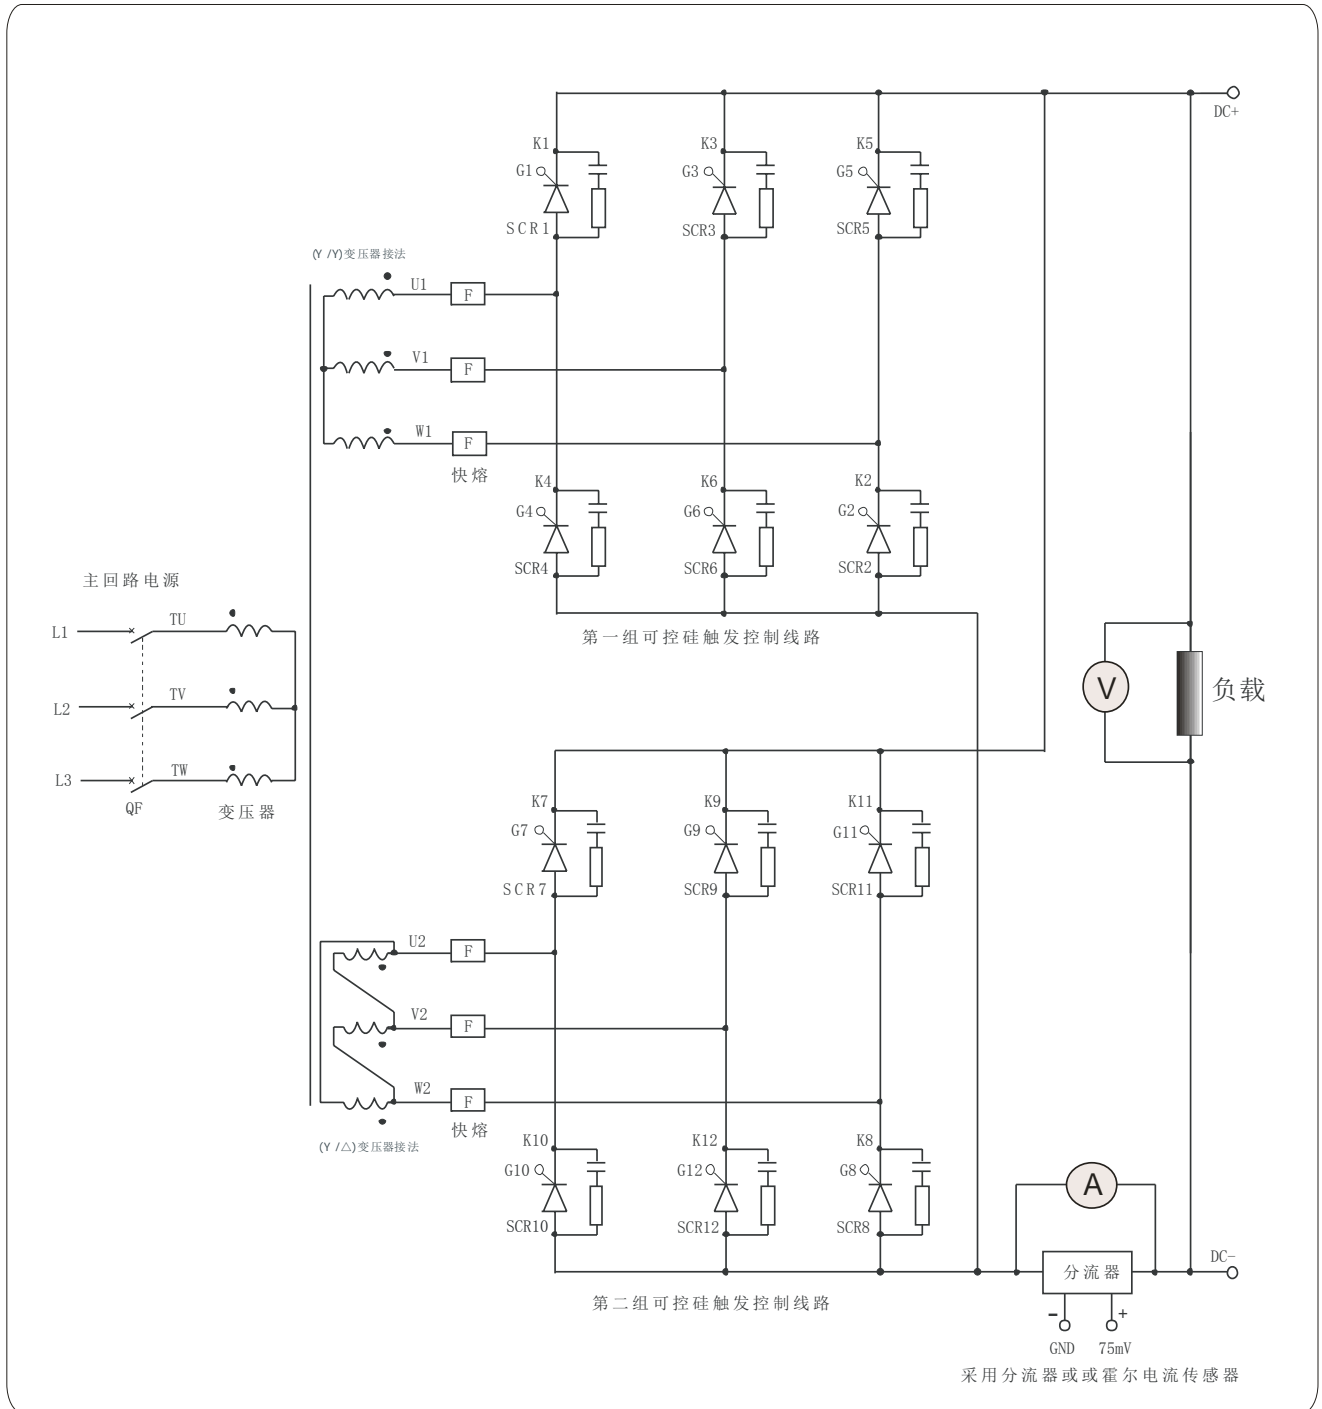 DC+
K1
K3
K5
G1
G3
G5
SCR1
SCR3
SCR5
(Y /Y)变压器接法
U1
F
V1
F
W1
F
快熔
K4
K6
K2
G4
G6
G2
SCR4
SCR6
SCR2
主回路电源
第一组可控硅触发控制线路
L1
TU
L2
TV
L3
TW
QF
变压器
V
负载
K7
K9
K11
G7
G9
G11
SCR7
SCR9
SCR11
U2
F
V2
F
W2
F
快熔
(Y /△)变压器接法
K10
K12
K8
G10
G12
G8
SCR10
SCR12
SCR8
A
DC-
分流器
第二组可控硅触发控制线路
-
+
GND
75mV
采用分流器或或霍尔电流传感器